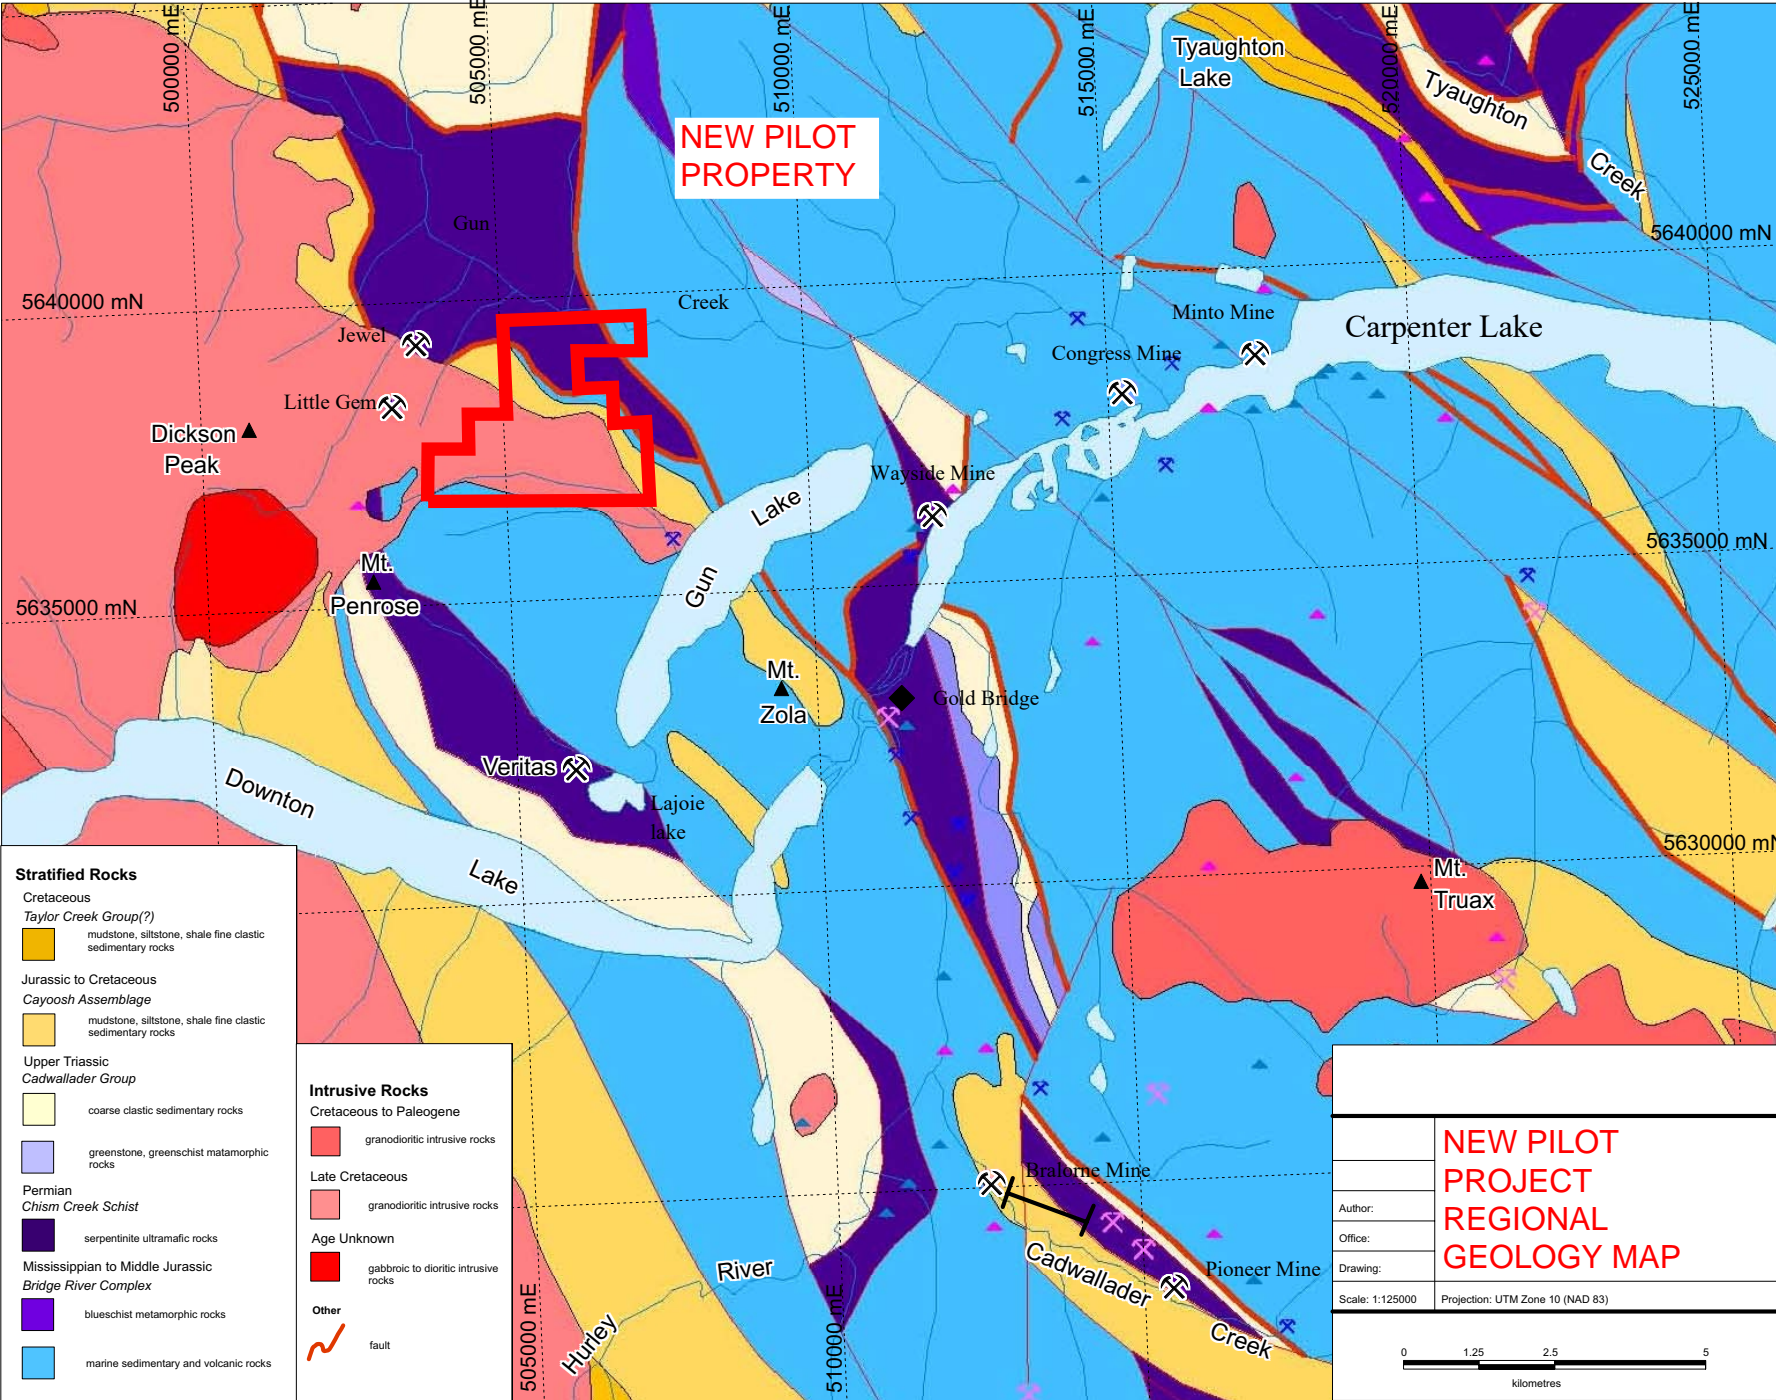 500000 mE
505000 mE
510000 mE
515000 mE
520000 mE
525000 mE
Tyaughton
Lake
Tyaughton
Creek
NEW PILOT
PROPERTY
Gun
Creek
5640000 mN
5640000 mN
Jewel
Little Gem
Dickson
Peak
Minto Mine
Congress Mine
Carpenter Lake
Wayside Mine
Gun
Lake
5635000 mN
5635000 mN
Mt.
Penrose
Mt.
Zola
Gold Bridge
Veritas
Lajoie
lake
Downton
Lake
5630000 mN
Mt.
Truax
Bralorne Mine
Pioneer Mine
Cadwallader
Creek
Hurley
River
505000 mE
510000 mE
Stratified Rocks
Cretaceous
Taylor Creek Group(?)
mudstone, siltstone, shale fine clastic
sedimentary rocks
Jurassic to Cretaceous
Cayoosh Assemblage
mudstone, siltstone, shale fine clastic
sedimentary rocks
Upper Triassic
Cadwallader Group
coarse clastic sedimentary rocks
greenstone, greenschist matamorphic
rocks
Permian
Chism Creek Schist
serpentinite ultramafic rocks
Mississippian to Middle Jurassic
Bridge River Complex
blueschist metamorphic rocks
marine sedimentary and volcanic rocks
Intrusive Rocks
Cretaceous to Paleogene
granodioritic intrusive rocks
Late Cretaceous
granodioritic intrusive rocks
Age Unknown
gabbroic to dioritic intrusive
rocks
Other
fault
NEW PILOT
PROJECT
REGIONAL
GEOLOGY MAP
Author:
Office:
Drawing:
Scale: 1:125000
Projection: UTM Zone 10 (NAD 83)
0 1.25 2.5 5
kilometres